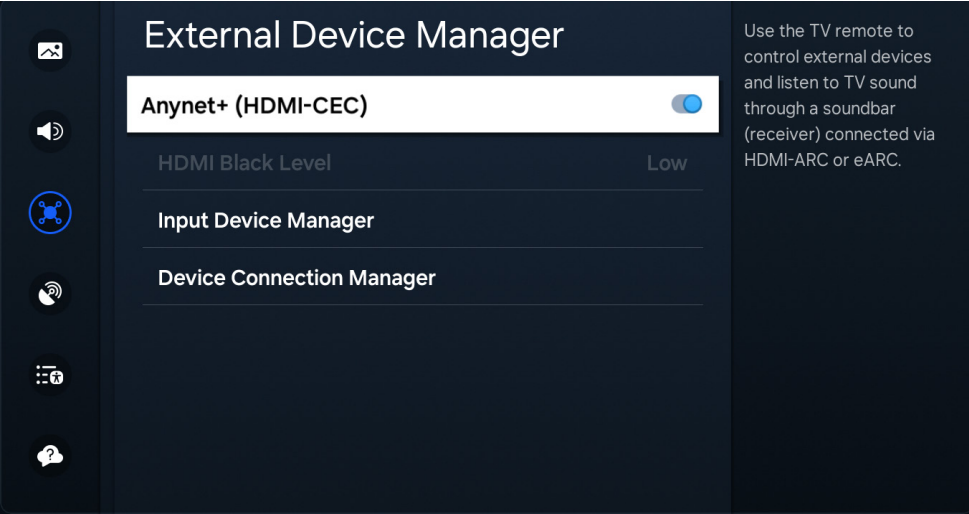 External Device Manager
Anynet+ (HDMI-CEC)
HDMI Black Level Low
Input Device Manager
Device Connection Manager
Use the TV remote to
control external devices
and listen to TV sound
through a soundbar
(receiver) connected via
HDMI-ARC or eARC.